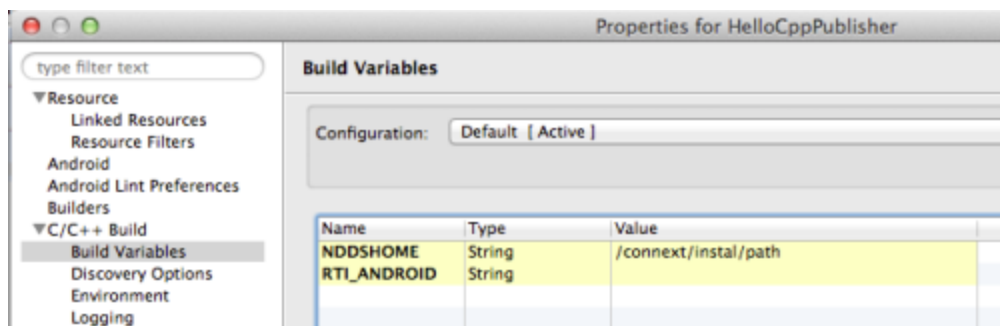 Properties for HelloCppPublisher
type filter text
Resource
Linked Resources
Resource Filters
Android
Android Lint Preferences
Builders
C/C++ Build
Build Variables
Discovery Options
Environment
Logging
Build Variables
Configuration: Default [ Active ]
Name Type Value
NDDSHOME String /connext/instal/path
RTI_ANDROID String